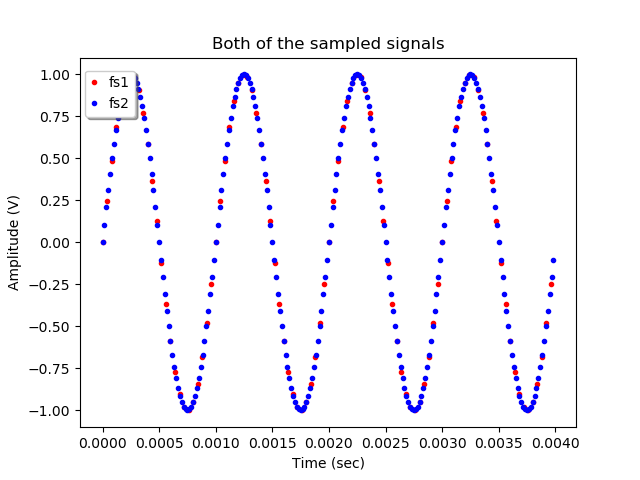 Both of the sampled signals
fs1
fs2
1.00
0.75
0.50
0.25
0.00
−0.25
−0.50
−0.75
−1.00
Amplitude (V)
0.0000 0.0005 0.0010 0.0015 0.0020 0.0025 0.0030 0.0035 0.0040
Time (sec)